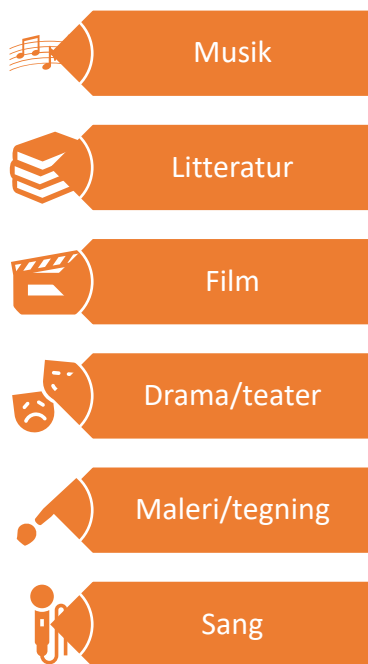 Musik
Litteratur
Film
Drama/teater
Maleri/tegning
Sang